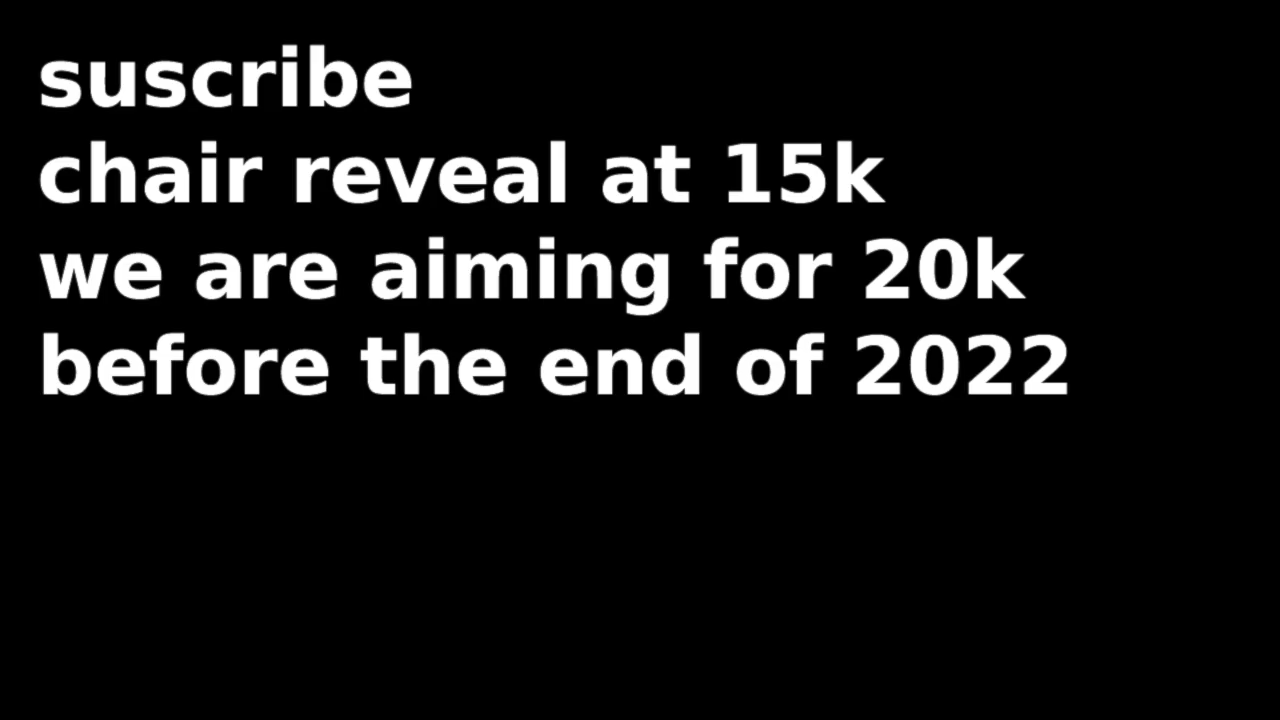 suscribe
chair reveal at 15k
we are aiming for 20k
before the end of 2022